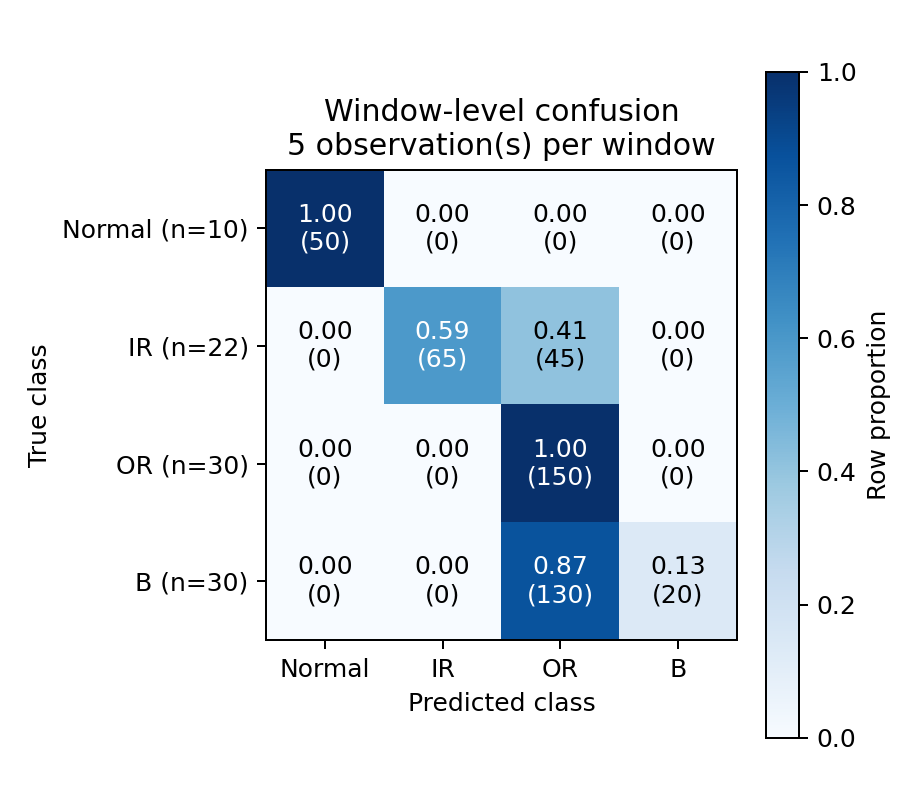 Window-level confusion
5 observation(s) per window
Normal (n=10)
1.00 0.00 0.00 0.00
(50) (0) (0) (0)
IR (n=22)
0.00 0.59 0.41 0.00
(0) (65) (45) (0)
OR (n=30)
0.00 0.00 1.00 0.00
(0) (0) (150) (0)
B (n=30)
0.00 0.00 0.87 0.13
(0) (0) (130) (20)
Normal IR OR B
Predicted class
True class
1.0
0.8
0.6
0.4
0.2
0.0
Row proportion